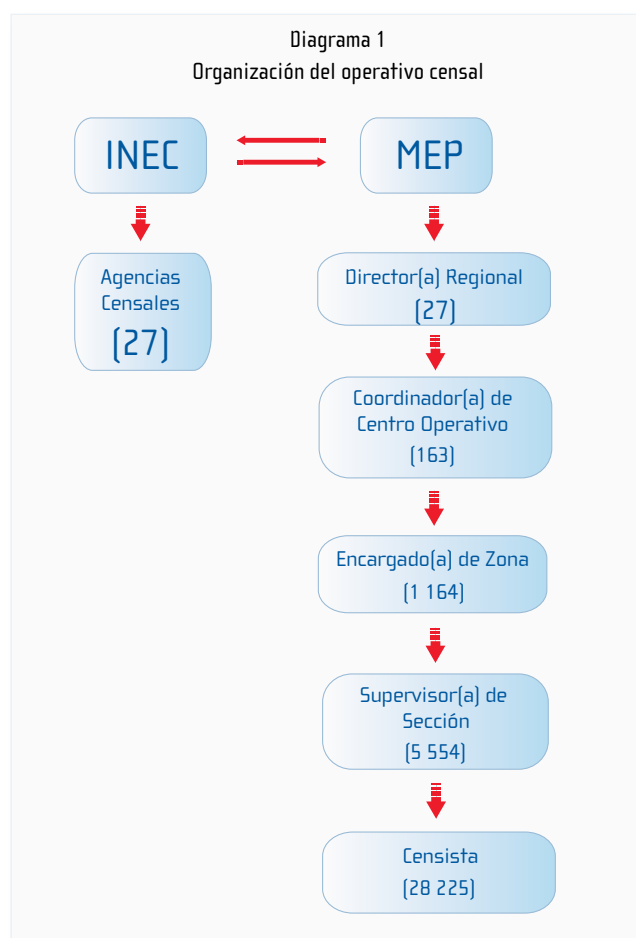 Diagrama 1
Organización del operativo censal
INEC
MEP
Agencias
Censales
(27)
Director(a) Regional
(27)
Coordinador(a) de
Centro Operativo
(163)
Encargado(a) de Zona
(1 164)
Supervisor(a) de
Sección
(5 554)
Censista
(28 225)